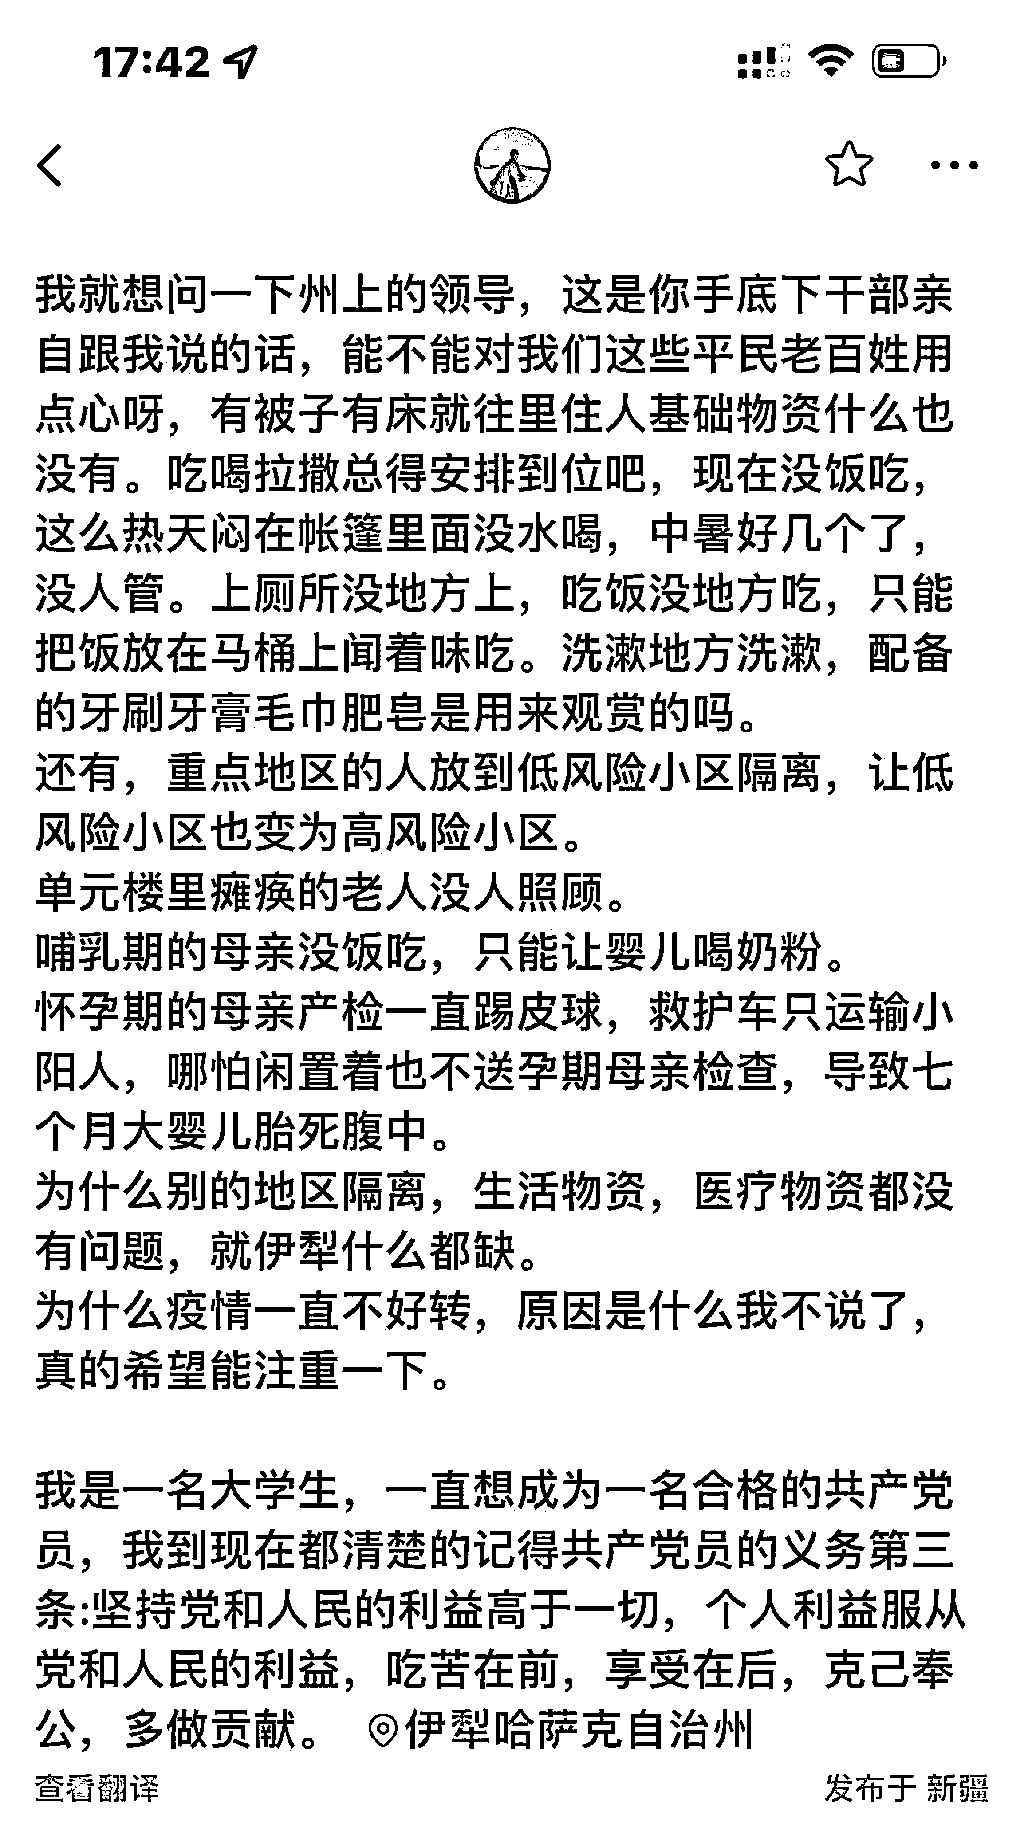 17:42
我就想问一下州上的领导，这是你手底下干部亲
自跟我说的话，能不能对我们这些平民老百姓用
点心呀，有被子有床就往里住人基础物资什么也
没有。吃喝拉撒总得安排到位吧，现在没饭吃，
这么热天闷在帐篷里面没水喝，中暑好几个了，
没人管。上厕所没地方上，吃饭没地方吃，只能
把饭放在马桶上闻着味吃。洗漱地方洗漱，配备
的牙刷牙膏毛巾肥皂是用来观赏的吗。
还有，重点地区的人放到低风险小区隔离，让低
风险小区也变为高风险小区。
单元楼里瘫痪的老人没人照顾。
哺乳期的母亲没饭吃，只能让婴儿喝奶粉。
怀孕期的母亲产检一直踢皮球，救护车只运输小
阳人，哪怕闲置着也不送孕期母亲检查，导致七
个月大婴儿胎死腹中。
为什么别的地区隔离，生活物资，医疗物资都没
有问题，就伊犁什么都缺。
为什么疫情一直不好转，原因是什么我不说了，
真的希望能注重一下。
我是一名大学生，一直想成为一名合格的共产党
员，我到现在都清楚的记得共产党员的义务第三
条:坚持党和人民的利益高于一切，个人利益服从
党和人民的利益，吃苦在前，享受在后，克己奉
公，多做贡献。 伊犁哈萨克自治州
查看翻译
发布于 新疆